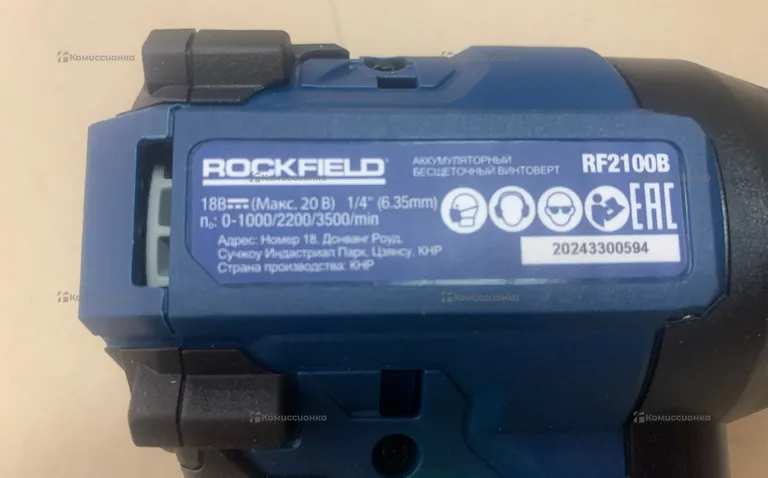 ROCKFIELD
АККУМУЛЯТОРНЫЙ
БЕСЩЕТОЧНЫЙ ВИНТОВЕРТ
RF2100B
18В (Макс. 20 В) 1/4" (6.35mm)
n₀: 0-1000/2200/3500/min
EAC
Адрес: Номер 18, Донванг Роуд,
Сучжоу Индастриал Парк, Цзянсу, КНР
Страна производства: КНР
20243300594
Комиссионка
Комиссионка
Комиссионка
Комиссионка
Комиссионка
Комиссионка
Комиссионка
Комиссионка